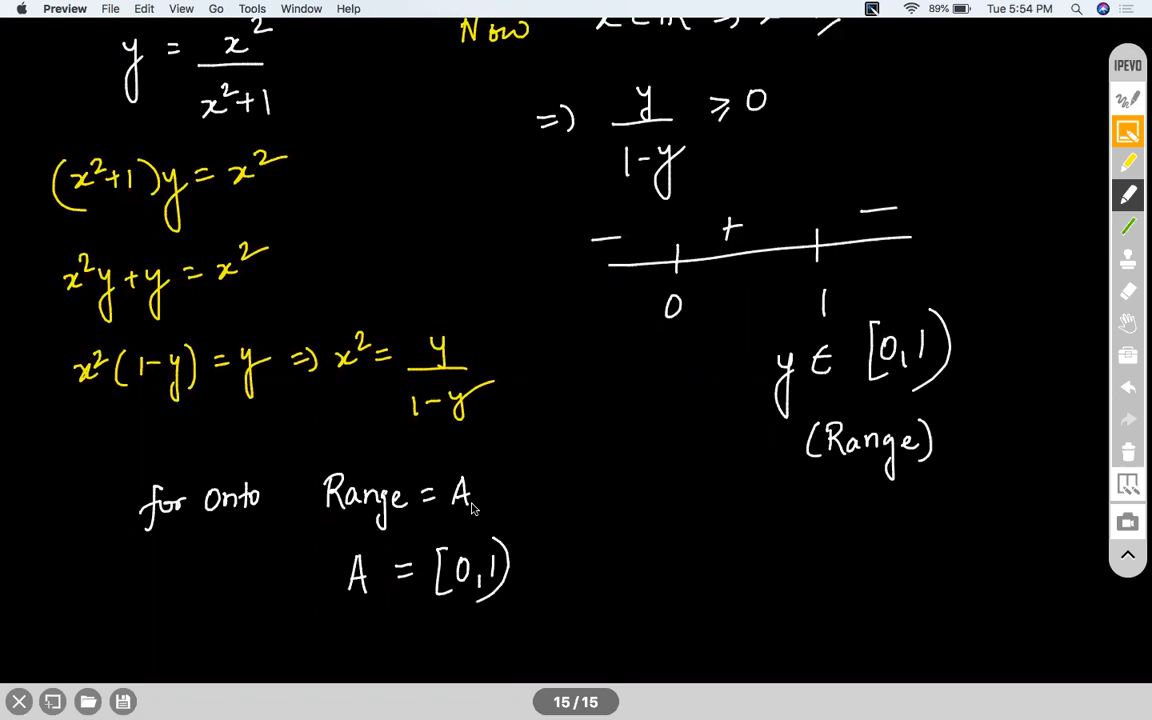 Preview File Edit View Go Tools Window Help 89% Tue 5:54 PM
IPEVO
y = x²/(x²+1)
(x²+1)y = x²
x²y + y = x²
x²(1-y) = y => x² = y/(1-y)
Now
=> y/(1-y) ⩾ 0
− + −
0 1
y ∈ [0,1)
(Range)
for onto Range = A
A = [0,1)
15 / 15